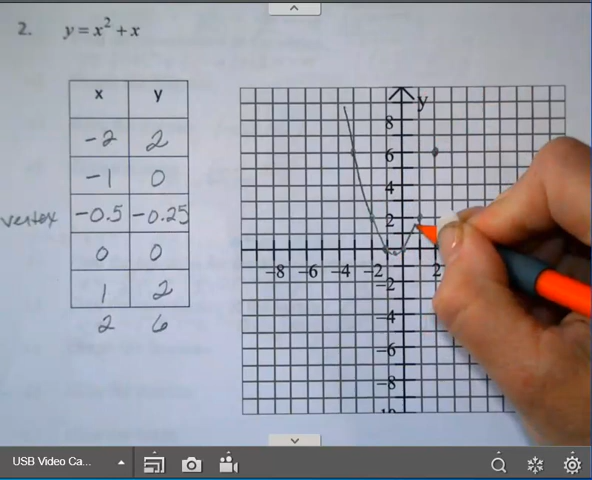 2. y = x² + x
x y
-2 2
-1 0
vertex -0.5 -0.25
0 0
1 2
2 6
y
8
6
4
2
-8 -6 -4 -2 2
-2
-4
-6
-8
USB Video Ca...